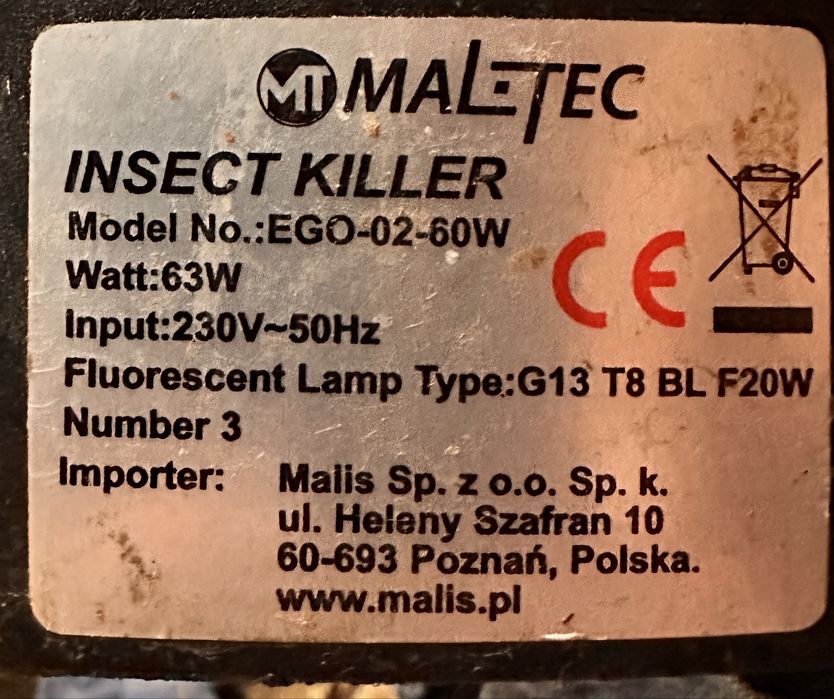 MT MALTEC
INSECT KILLER
Model No.:EGO-02-60W
Watt:63W
Input:230V~50Hz
Fluorescent Lamp Type:G13 T8 BL F20W
Number 3
Importer: Malis Sp. z o.o. Sp. k.
ul. Heleny Szafran 10
60-693 Poznań, Polska.
www.malis.pl
CE